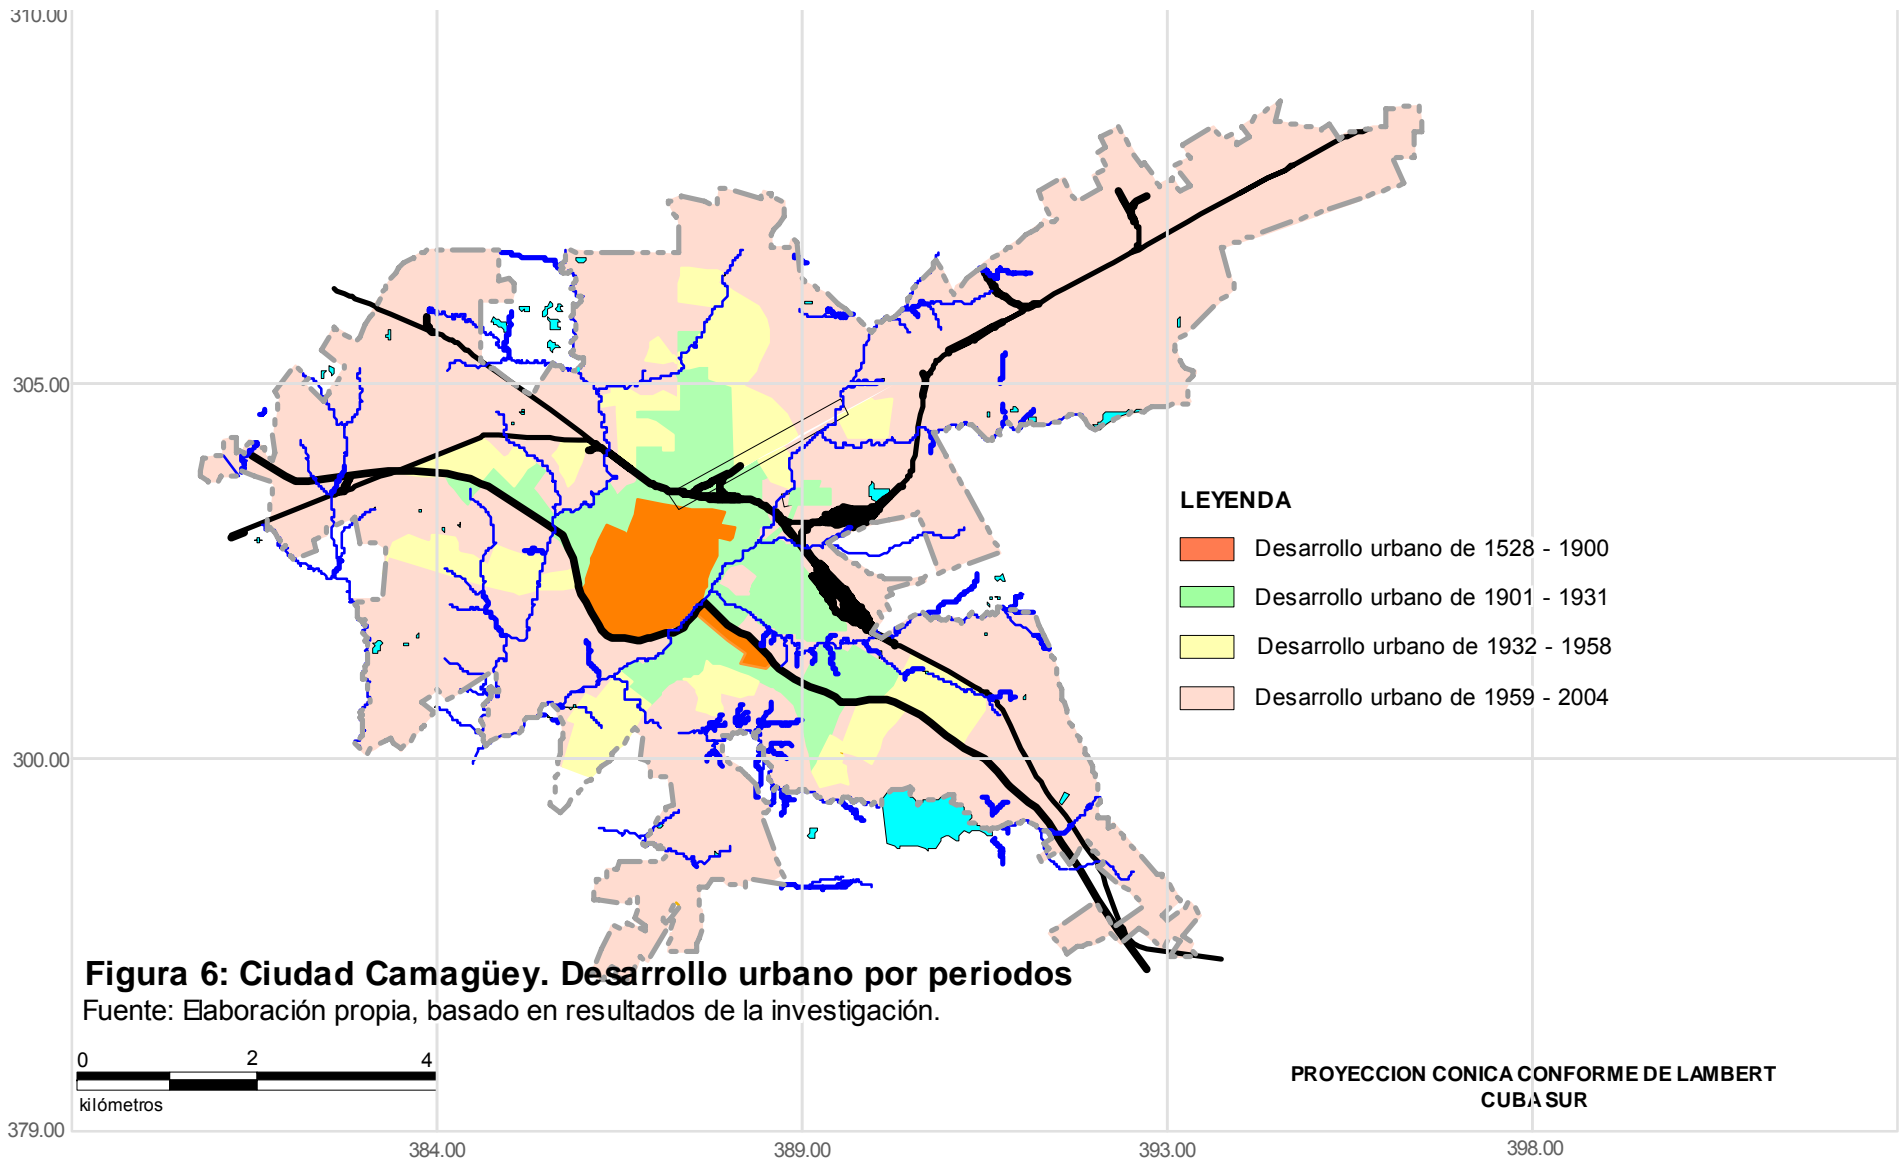 310.00
305.00
LEYENDA
Desarrollo urbano de 1528 - 1900
Desarrollo urbano de 1901 - 1931
Desarrollo urbano de 1932 - 1958
Desarrollo urbano de 1959 - 2004
300.00
Figura 6: Ciudad Camagüey. Desarrollo urbano por periodos
Fuente: Elaboración propia, basado en resultados de la investigación.
0 2 4
kilómetros
PROYECCION CONICA CONFORME DE LAMBERT
CUBA SUR
379.00
384.00 389.00 393.00 398.00